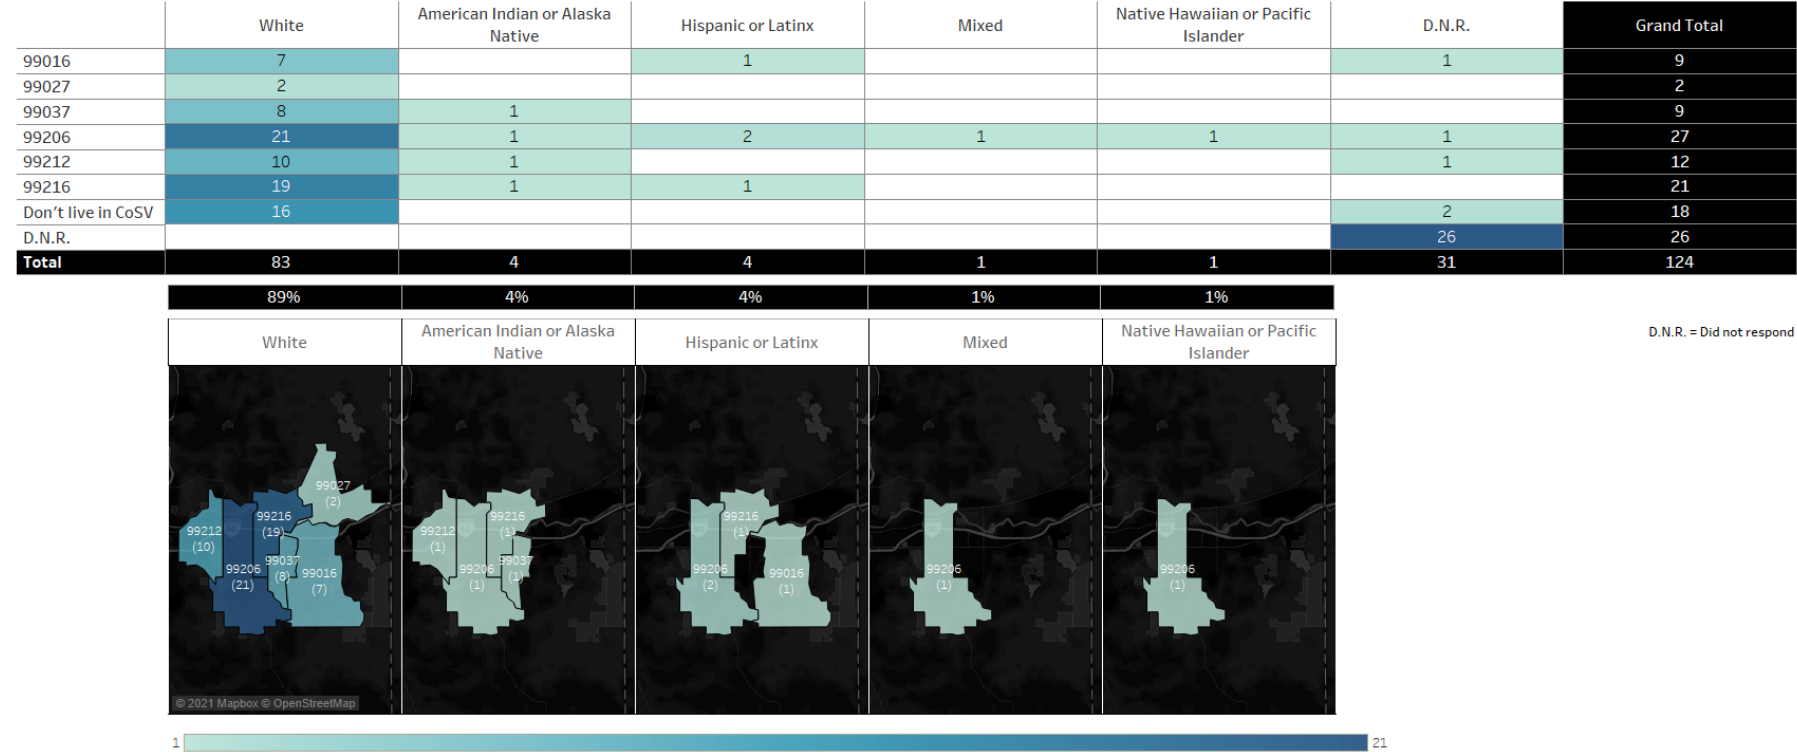 White American Indian or Alaska Native Hispanic or Latinx Mixed Native Hawaiian or Pacific Islander D.N.R. Grand Total
99016 7 1 1 9
99027 2 2
99037 8 1 9
99206 21 1 2 1 1 1 27
99212 10 1 1 12
99216 19 1 1 21
Don't live in CoSV 16 2 18
D.N.R. 26 26
Total 83 4 4 1 1 31 124
89% 4% 4% 1% 1%
White American Indian or Alaska Native Hispanic or Latinx Mixed Native Hawaiian or Pacific Islander
D.N.R. = Did not respond
99027
(2)
99212
(10)
99216
(19)
99206
(21)
99037
(8)
99016
(7)
99212
(1)
99216
(1)
99206
(1)
99037
(1)
99216
(1)
99206
(2)
99016
(1)
99206
(1)
99206
(1)
© 2021 Mapbox © OpenStreetMap
1 21